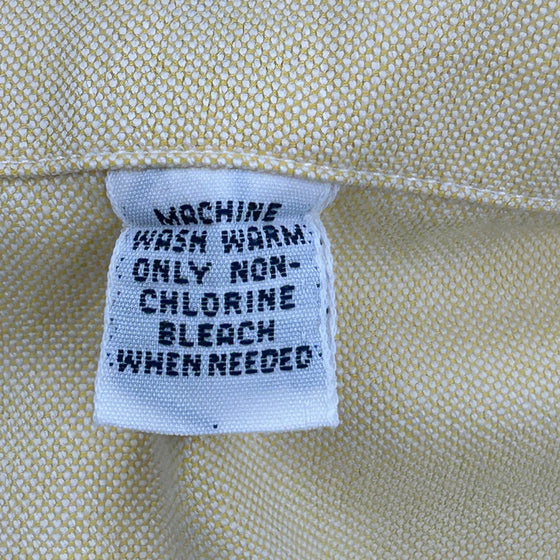 MACHINE
WASH WARM
ONLY NON-
CHLORINE
BLEACH
WHEN NEEDED